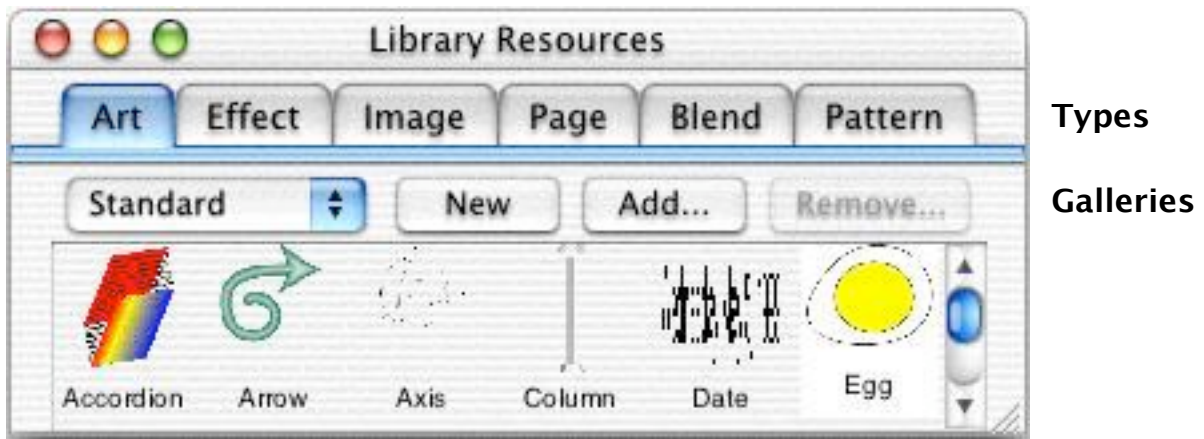 Library Resources
Art Effect Image Page Blend Pattern Types
Standard New Add... Remove... Galleries
Accordion Arrow Axis Column Date Egg